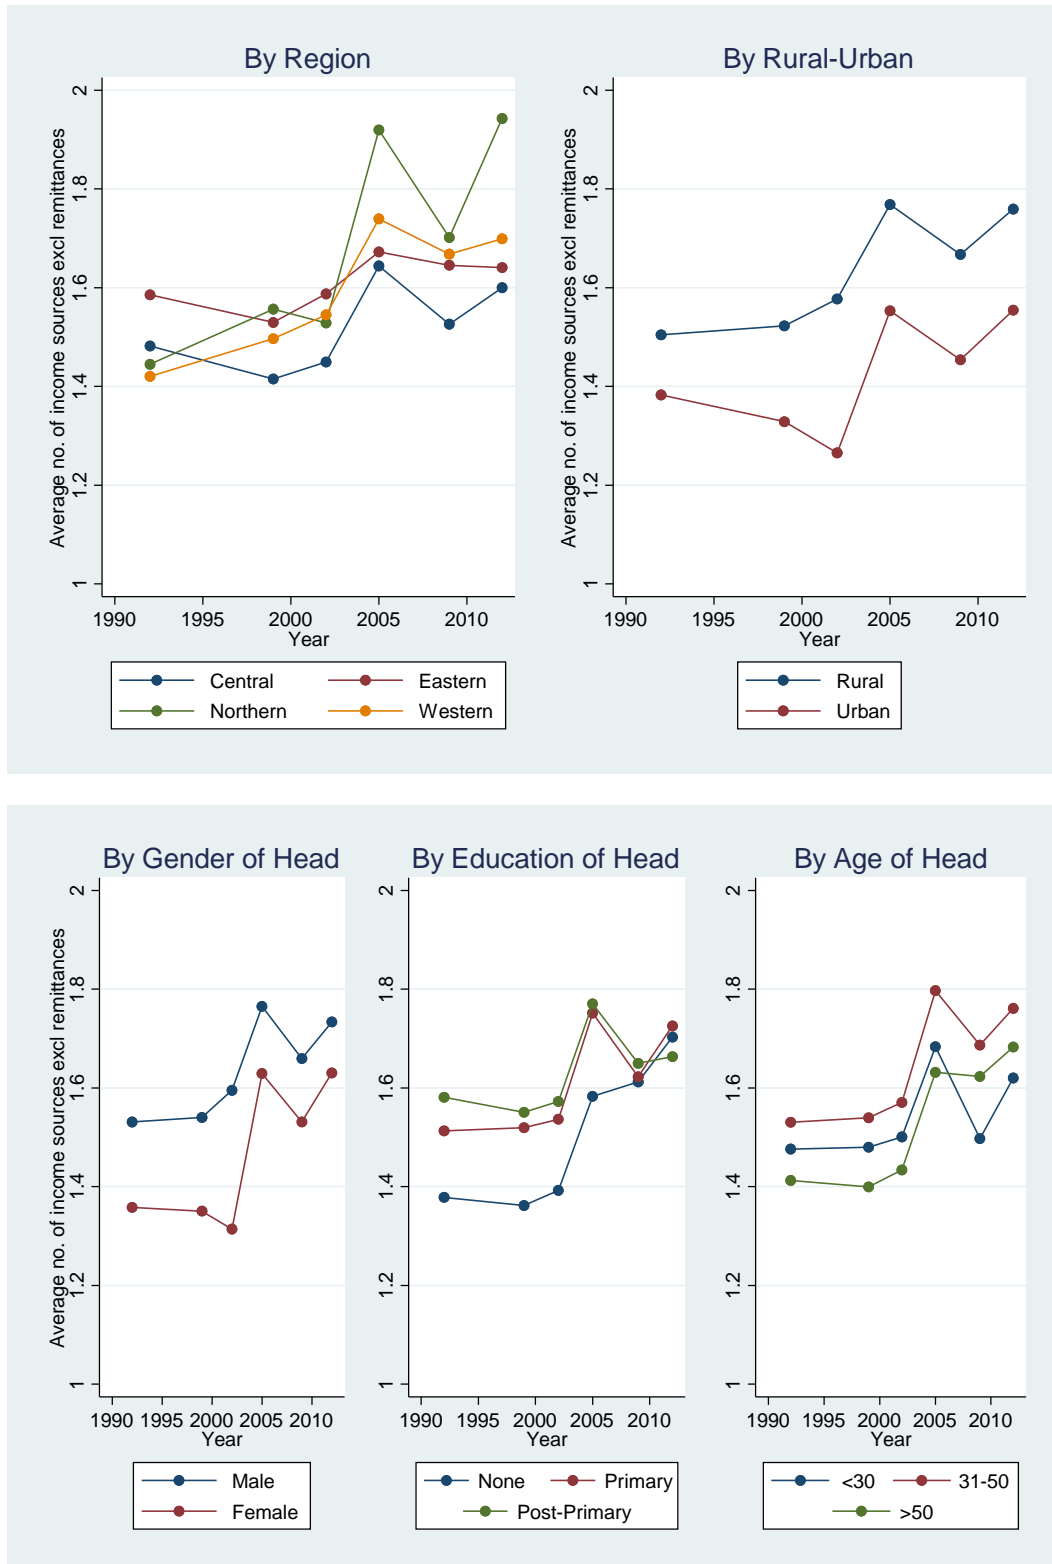 By Region
Average no. of income sources excl remittances
2
1.8
1.6
1.4
1.2
1
1990 1995 2000 2005 2010
Year
Central Eastern
Northern Western
By Rural-Urban
Average no. of income sources excl remittances
2
1.8
1.6
1.4
1.2
1
1990 1995 2000 2005 2010
Year
Rural
Urban
By Gender of Head
Average no. of income sources excl remittances
2
1.8
1.6
1.4
1.2
1
1990 1995 2000 2005 2010
Year
Male
Female
By Education of Head
2
1.8
1.6
1.4
1.2
1
1990 1995 2000 2005 2010
Year
None Primary
Post-Primary
By Age of Head
2
1.8
1.6
1.4
1.2
1
1990 1995 2000 2005 2010
Year
<30 31-50
>50